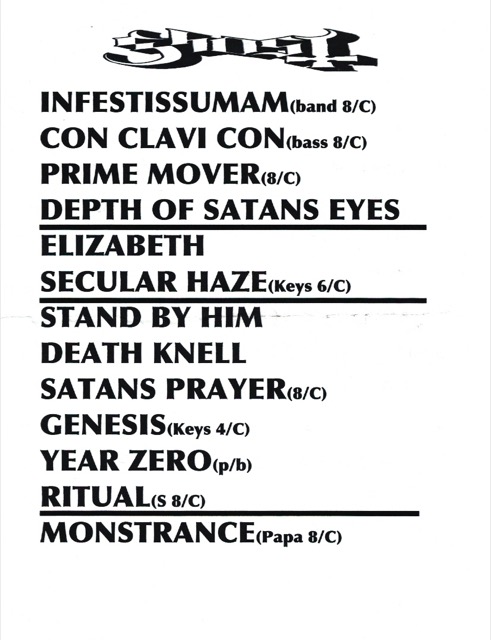 Ghost
INFESTISSUMAM(band 8/C)
CON CLAVI CON(bass 8/C)
PRIME MOVER(8/C)
DEPTH OF SATANS EYES
ELIZABETH
SECULAR HAZE(Keys 6/C)
STAND BY HIM
DEATH KNELL
SATANS PRAYER(8/C)
GENESIS(Keys 4/C)
YEAR ZERO(p/b)
RITUAL(S 8/C)
MONSTRANCE(Papa 8/C)